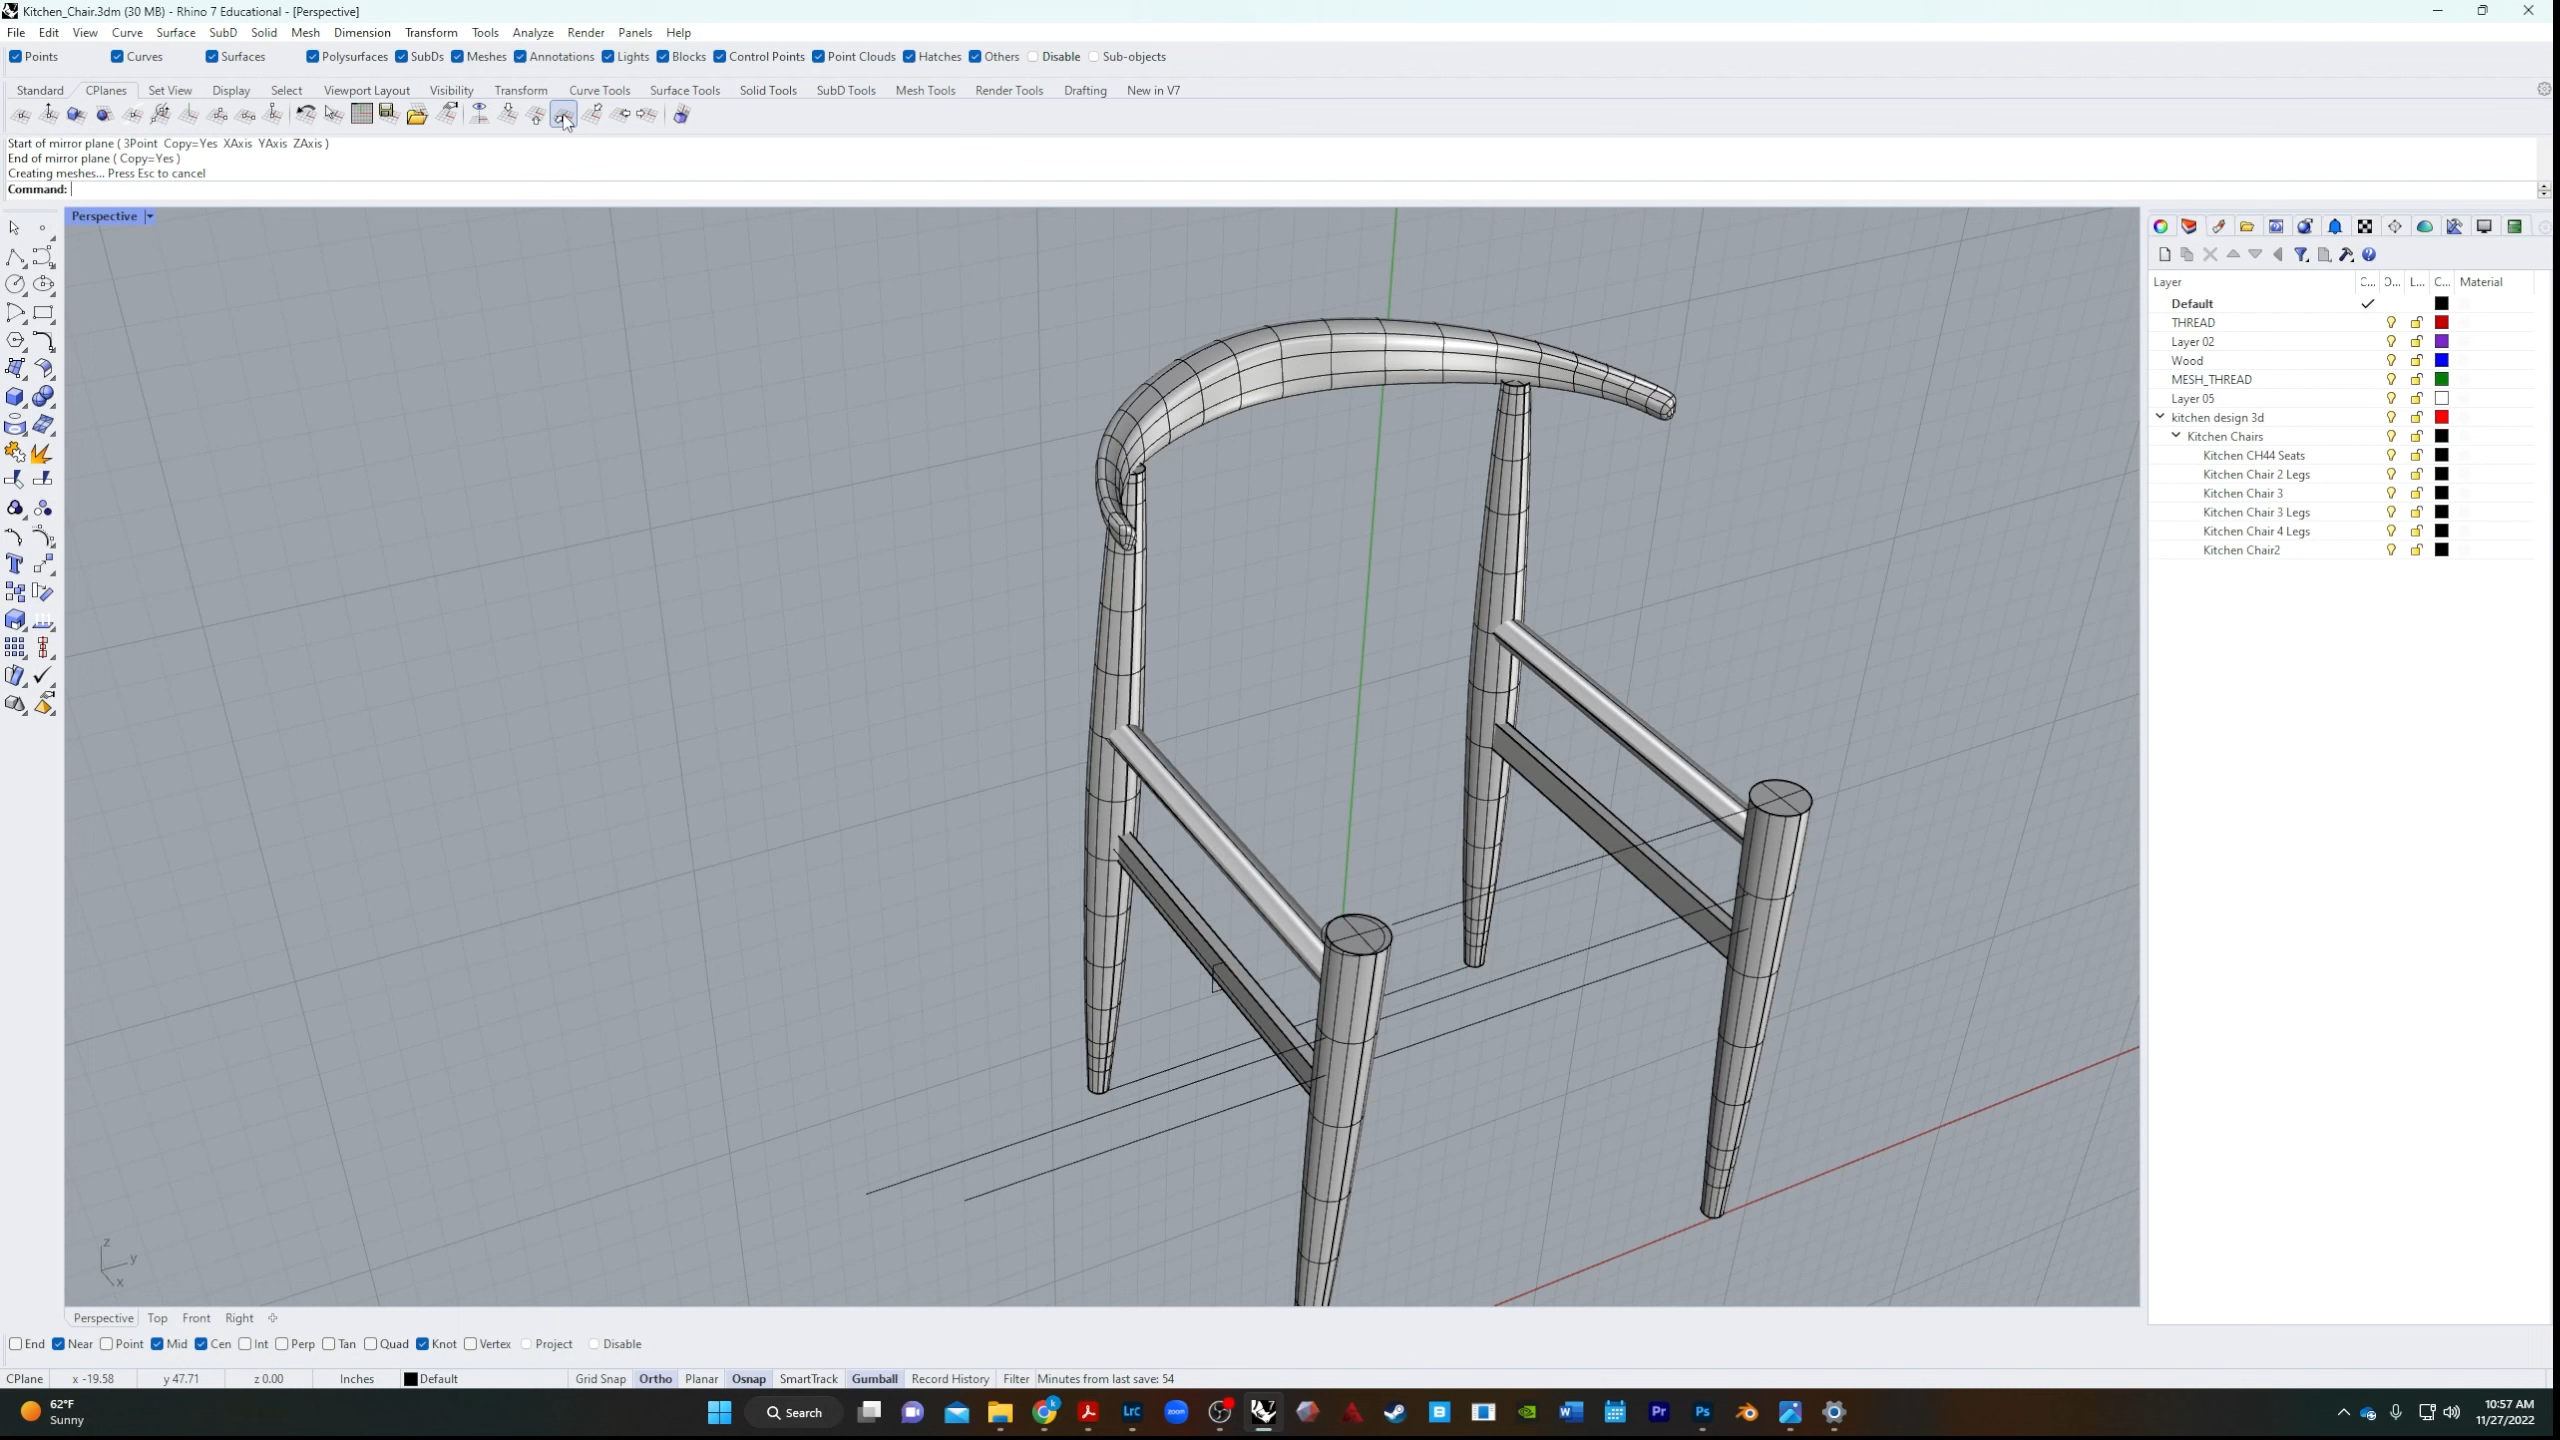 Kitchen_Chair.3dm (30 MB) - Rhino 7 Educational - [Perspective]
File Edit View Curve Surface SubD Solid Mesh Dimension Transform Tools Analyze Render Panels Help
Points Curves Surfaces Polysurfaces SubDs Meshes Annotations Lights Blocks Control Points Point Clouds Hatches Others Disable Sub-objects
Standard CPlanes Set View Display Select Viewport Layout Visibility Transform Curve Tools Surface Tools Solid Tools SubD Tools Mesh Tools Render Tools Drafting New in V7
Start of mirror plane ( 3Point Copy=Yes XAxis YAxis ZAxis )
End of mirror plane ( Copy=Yes )
Creating meshes... Press Esc to cancel
Command:
Perspective
Layer C... O... L... C... Material
Default
THREAD
Layer 02
Wood
MESH_THREAD
Layer 05
kitchen design 3d
Kitchen Chairs
Kitchen CH44 Seats
Kitchen Chair 2 Legs
Kitchen Chair 3
Kitchen Chair 3 Legs
Kitchen Chair 4 Legs
Kitchen Chair2
z
y
x
Perspective Top Front Right
End Near Point Mid Cen Int Perp Tan Quad Knot Vertex Project Disable
CPlane x -19.58 y 47.71 z 0.00 Inches Default Grid Snap Ortho Planar Osnap SmartTrack Gumball Record History Filter Minutes from last save: 54
62°F
Sunny
Search
zoom
LrC
7
B
W
Pr
Ps
10:57 AM
11/27/2022